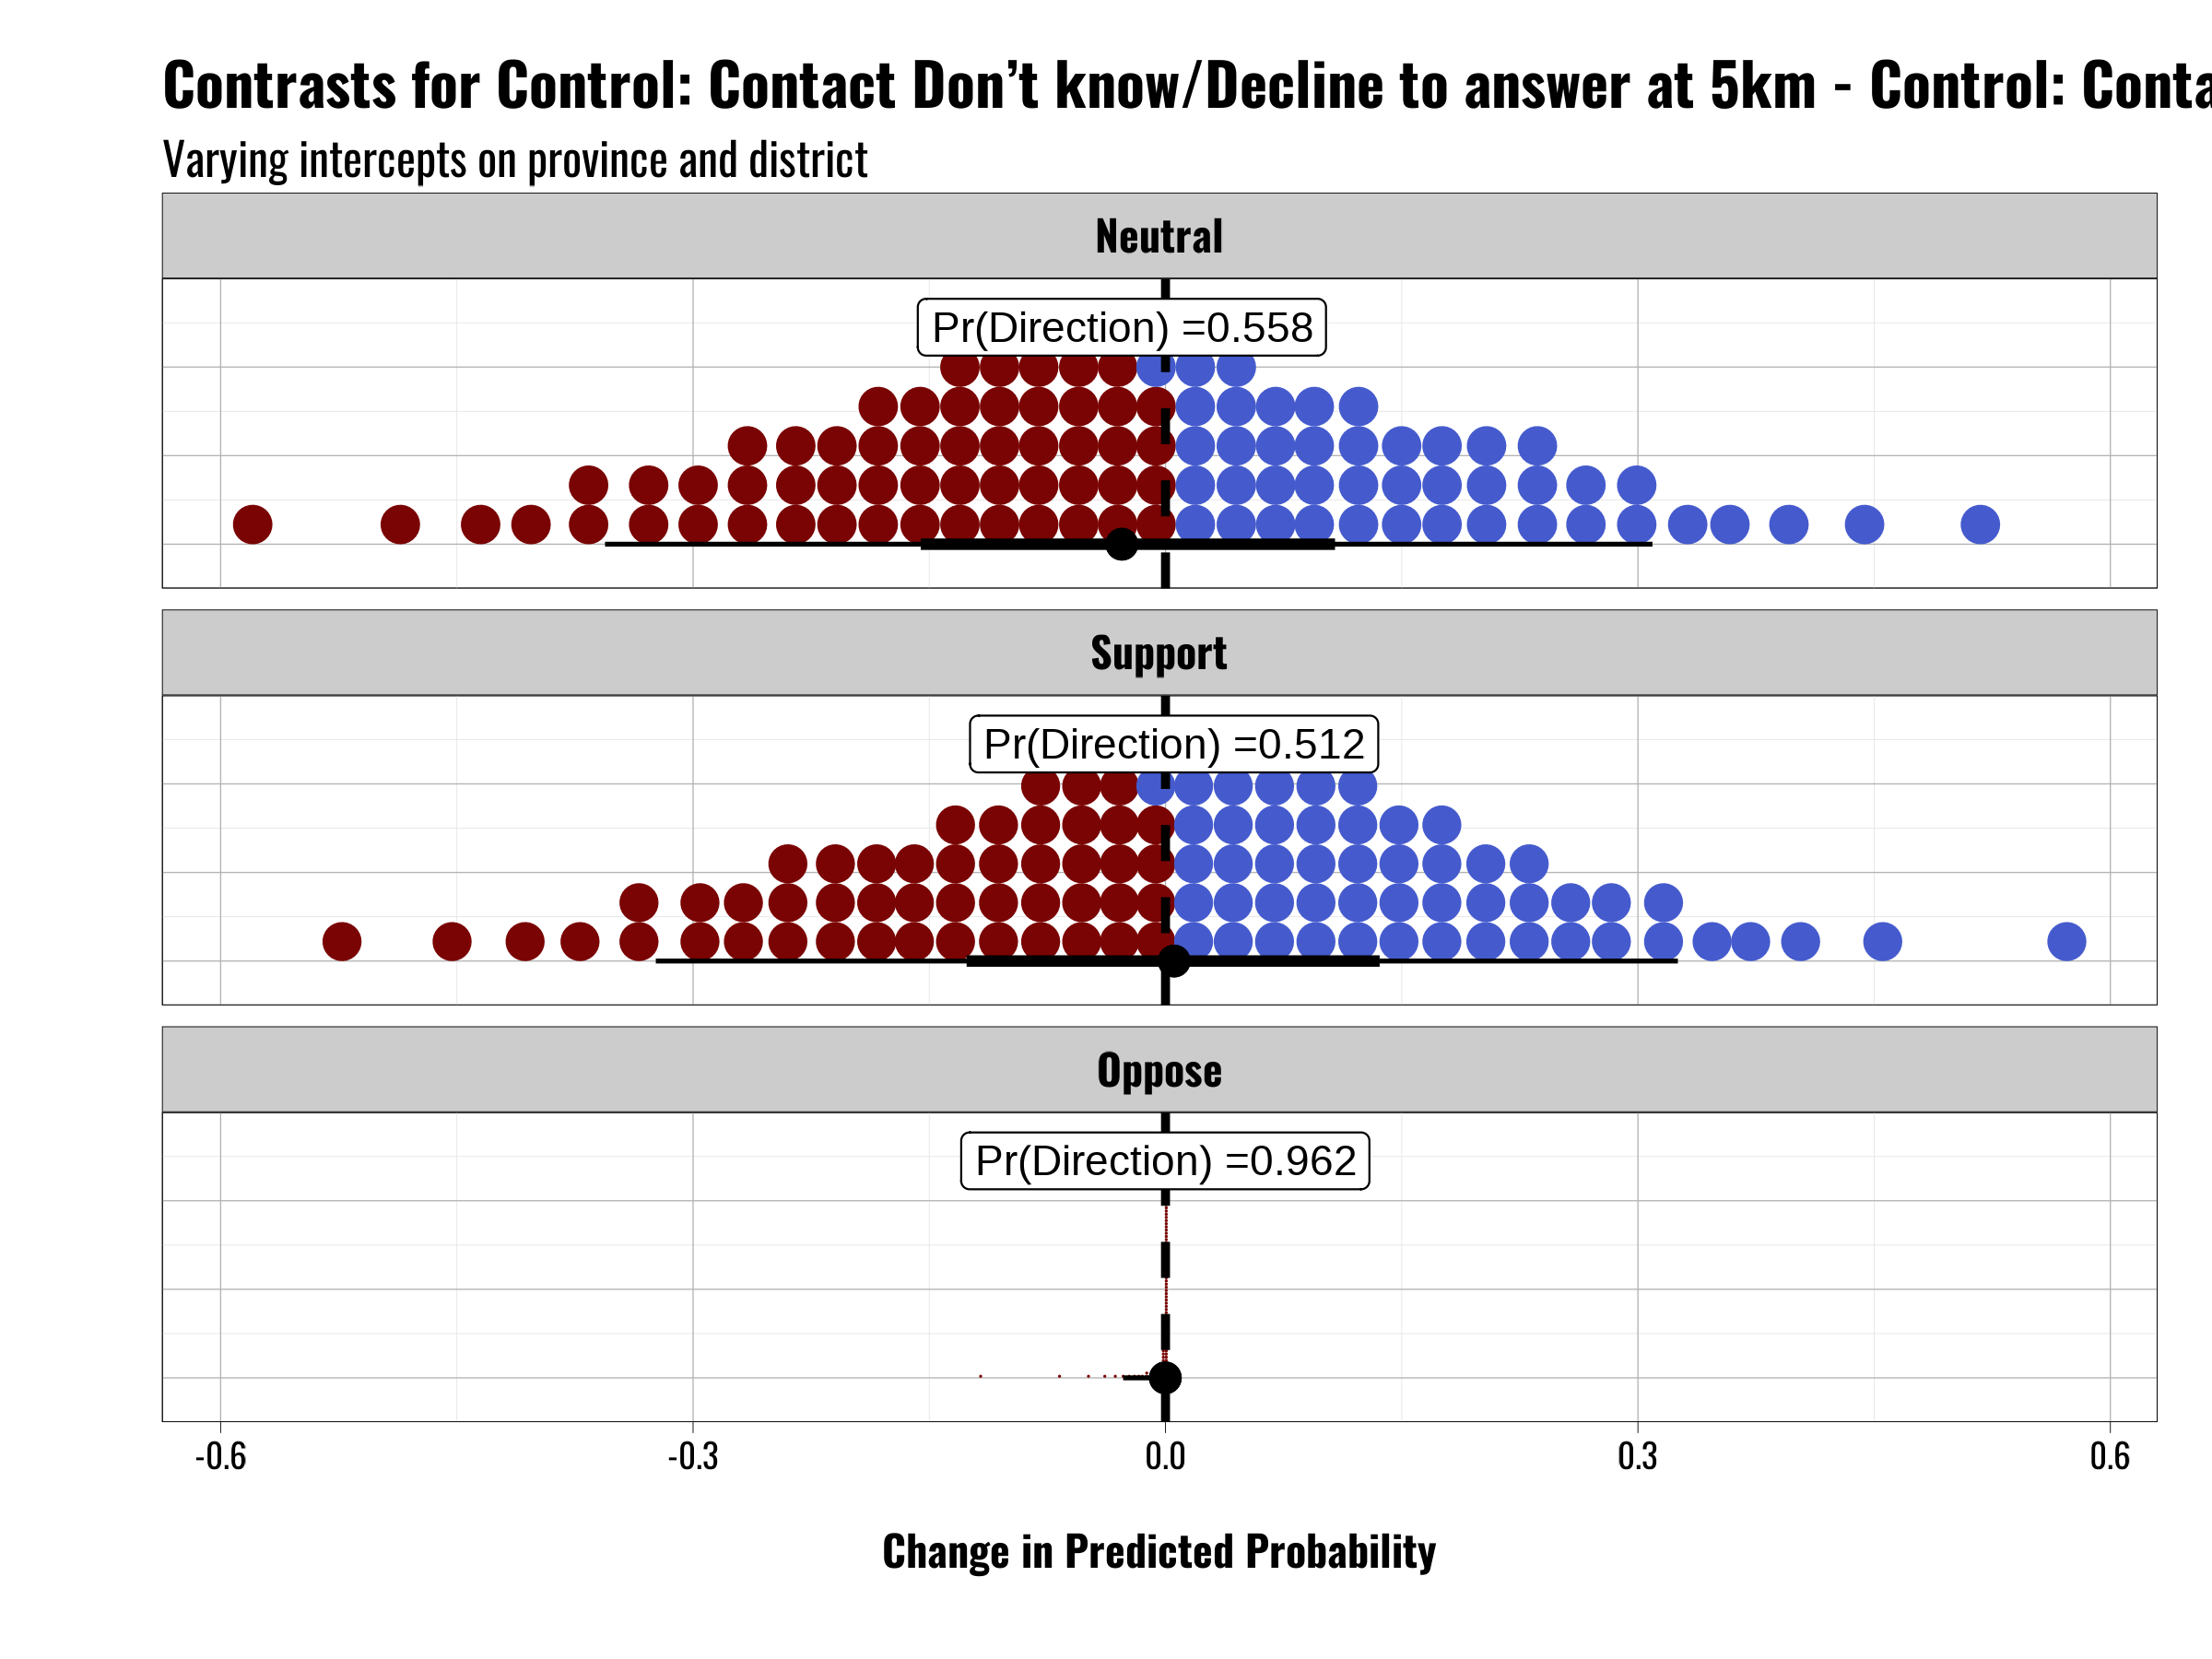 Contrasts for Control: Contact Don’t know/Decline to answer at 5km - Control:
Varying intercepts on province and district
Neutral
Pr(Direction) =0.558
Support
Pr(Direction) =0.512
Oppose
Pr(Direction) =0.962
-0.6 -0.3 0.0 0.3 0.6
Change in Predicted Probability